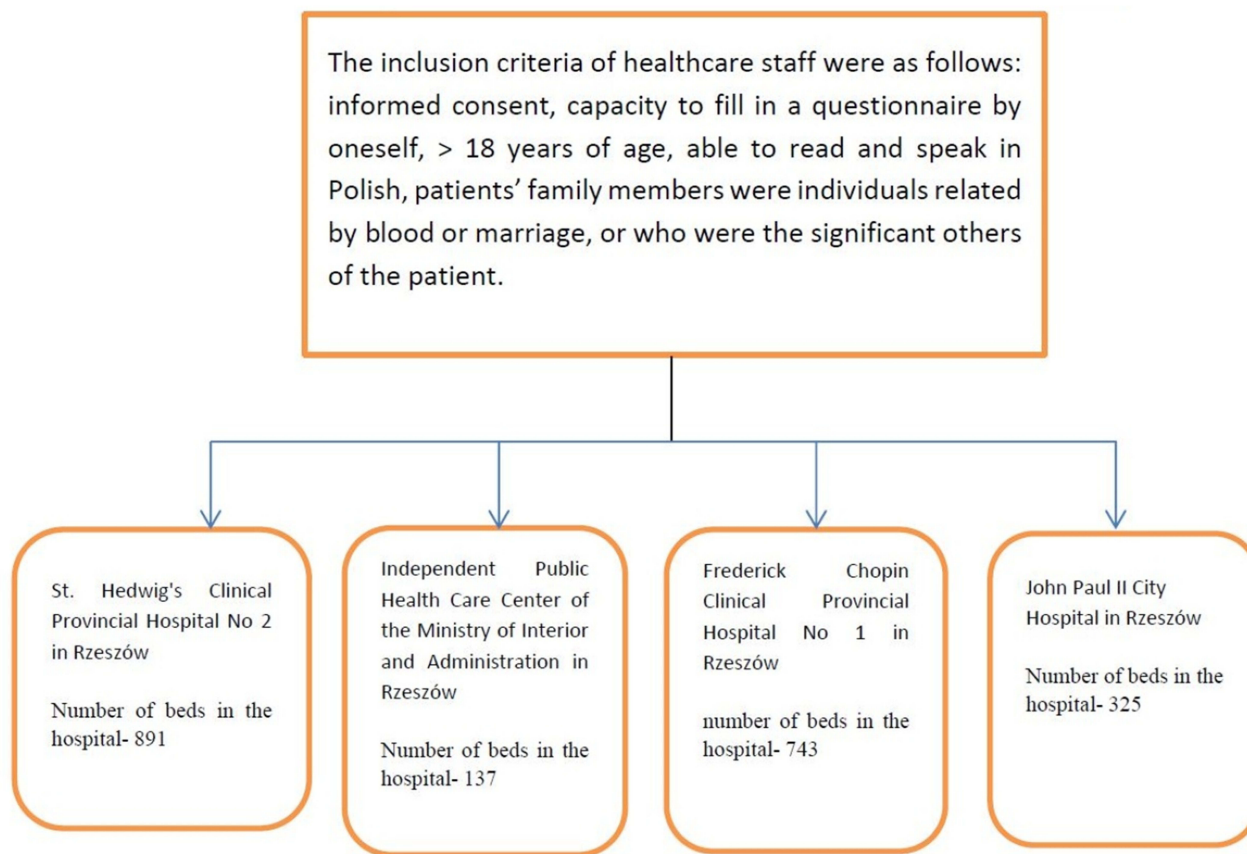 The inclusion criteria of healthcare staff were as follows:
informed consent, capacity to fill in a questionnaire by
oneself, > 18 years of age, able to read and speak in
Polish, patients’ family members were individuals related
by blood or marriage, or who were the significant others
of the patient.
St. Hedwig's Clinical
Provincial Hospital No 2
in Rzeszów
Number of beds in the
hospital- 891
Independent Public
Health Care Center of
the Ministry of Interior
and Administration in
Rzeszów
Number of beds in the
hospital- 137
Frederick Chopin
Clinical Provincial
Hospital No 1 in
Rzeszów
number of beds in the
hospital- 743
John Paul II City
Hospital in Rzeszów
Number of beds in the
hospital- 325